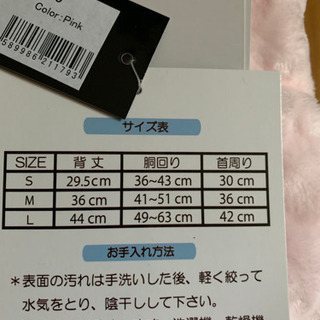 Color:Pink
589986211793
サイズ表
SIZE 背丈 胴回り 首周り
S 29.5cm 36~43 cm 30 cm
M 36 cm 41~51 cm 36 cm
L 44 cm 49~63 cm 42 cm
お手入れ方法
*表面の汚れは手洗いした後、軽く絞って
水気をとり、陰干しして下さい。